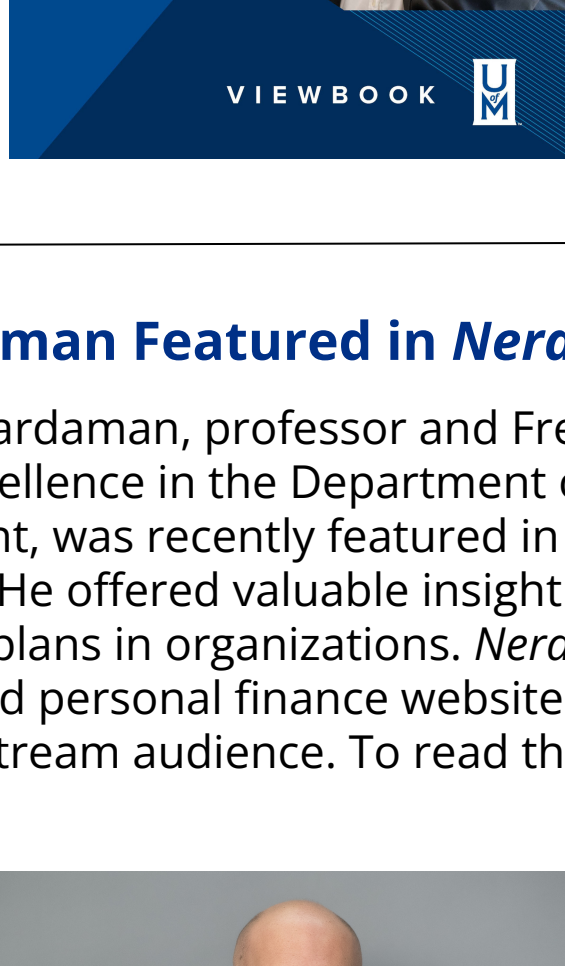 VIEWBOOK
U of M
man Featured in Nerd
ardaman, professor and Fre
ellence in the Department
nt, was recently featured in
He offered valuable insight
plans in organizations. Nerd
d personal finance website
tream audience. To read th